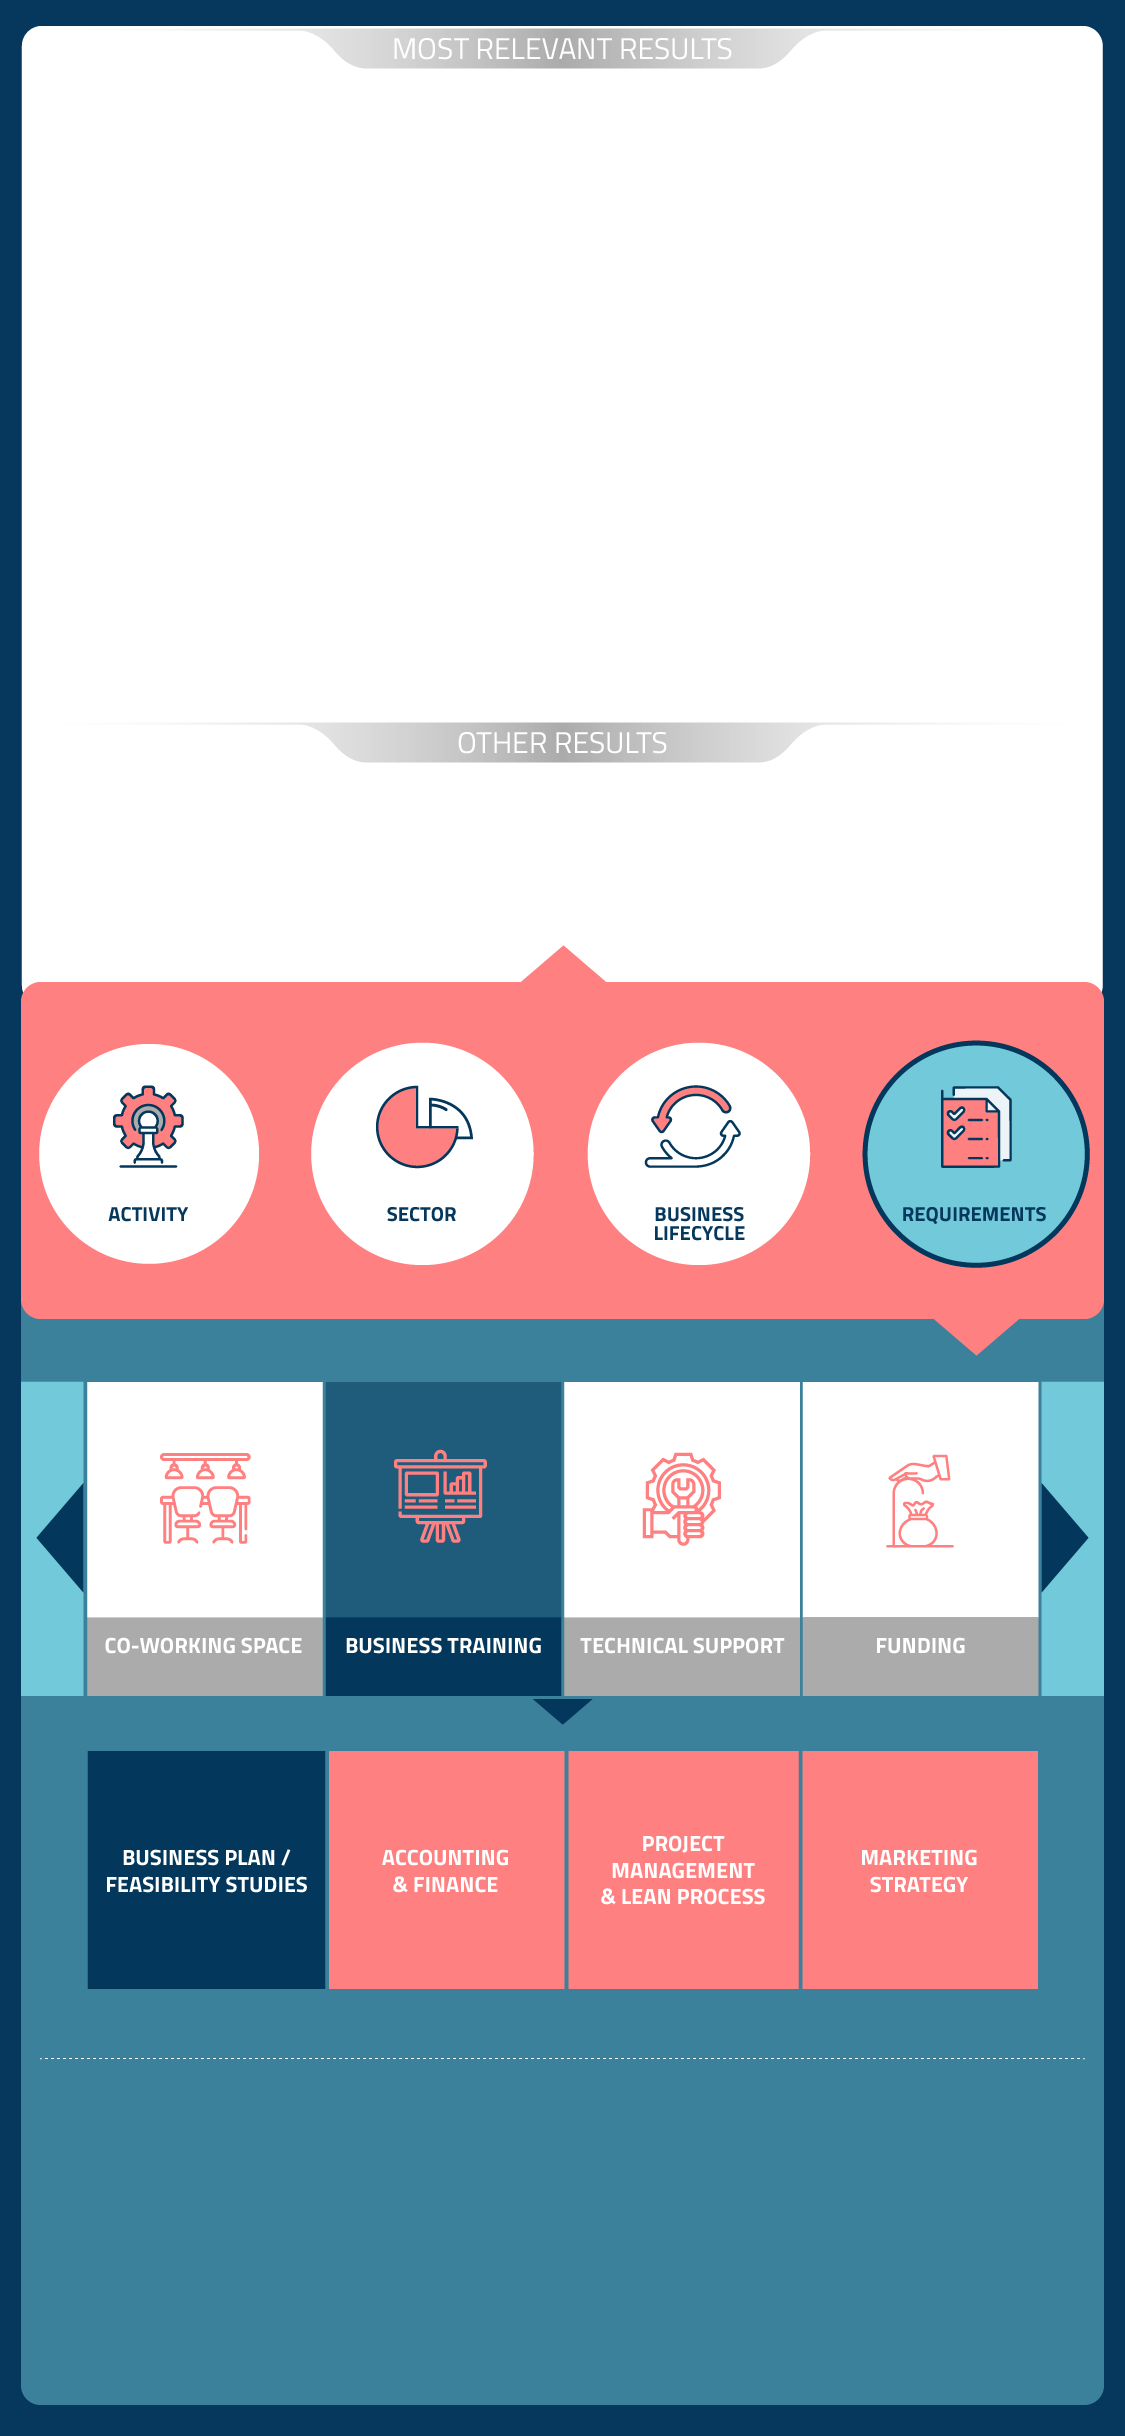 MOST RELEVANT RESULTS
OTHER RESULTS
ACTIVITY
SECTOR
BUSINESS
LIFECYCLE
REQUIREMENTS
CO-WORKING SPACE
BUSINESS TRAINING
TECHNICAL SUPPORT
FUNDING
BUSINESS PLAN /
FEASIBILITY STUDIES
ACCOUNTING
& FINANCE
PROJECT
MANAGEMENT
& LEAN PROCESS
MARKETING
STRATEGY